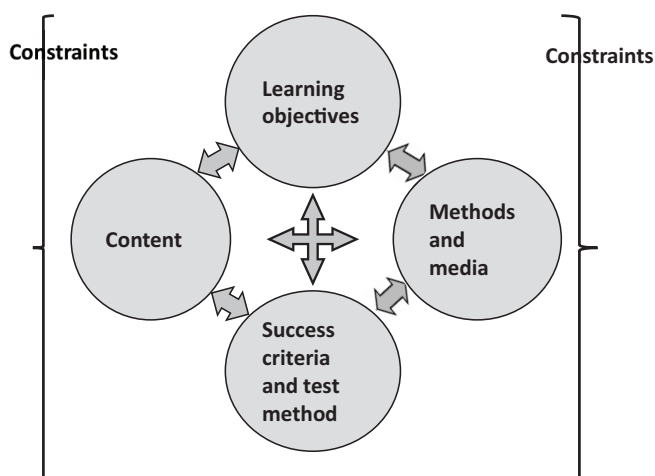 Constraints
Constraints
Learning
objectives
Content
Methods
and
media
Success
criteria
and test
method